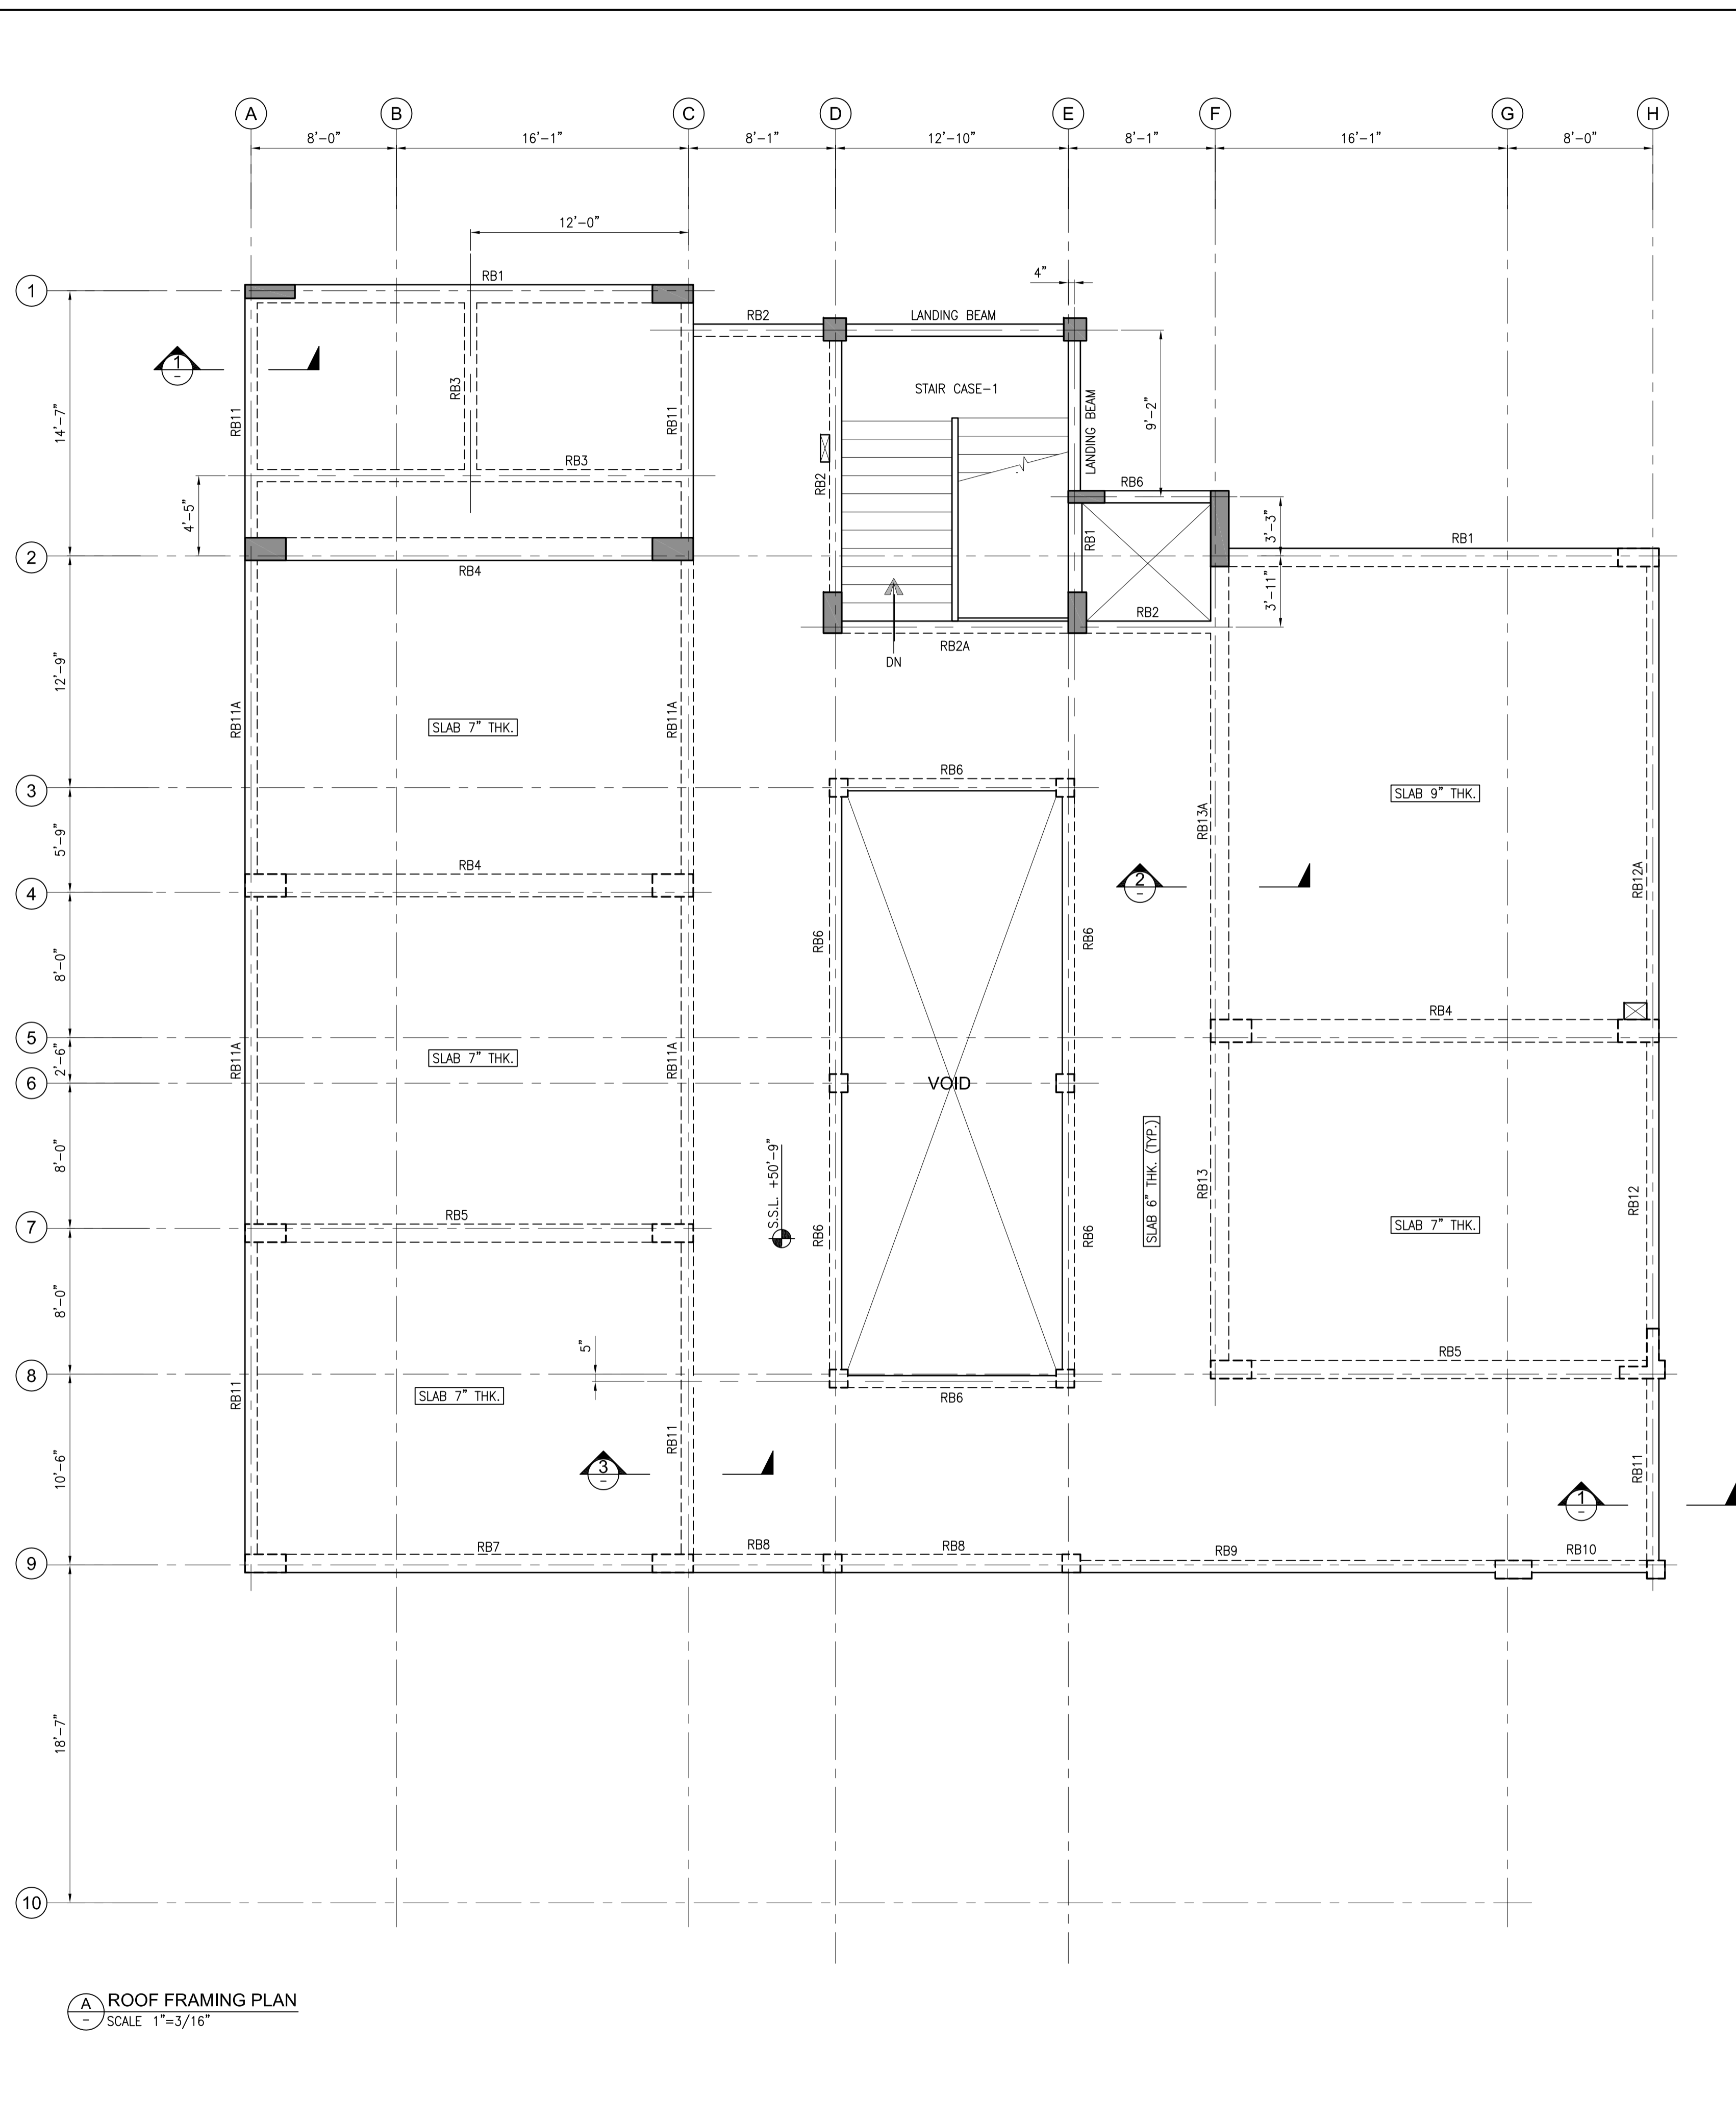 A B C D E F G H
8'-0" 16'-1" 8'-1" 12'-10" 8'-1" 16'-1" 8'-0"
12'-0"
4"
1
RB1
RB2
LANDING BEAM
1
-
RB11
RB3
RB11
STAIR CASE-1
LANDING BEAM
9'-2"
14'-7"
RB3
RB2
RB6
4'-5"
3'-3"
RB1
RB1
2
RB4
3'-11"
RB2
RB2A
DN
12'-9"
RB11A
SLAB 7" THK.
RB11A
RB6
3
SLAB 9" THK.
RB13A
5'-9"
RB4
2
-
RB12A
4
RB6
RB6
8'-0"
RB4
5
2'-6"
RB11A
SLAB 7" THK.
RB11A
6
VOID
8'-0"
S.S.L. +50'-9"
SLAB 6" THK. (TYP.)
RB13
RB12
RB5
7
RB6
RB6
SLAB 7" THK.
8'-0"
5"
RB5
8
RB11
SLAB 7" THK.
RB6
RB11
10'-6"
3
-
RB11
1
-
RB7
RB8
RB8
RB9
RB10
9
18'-7"
10
A
-
ROOF FRAMING PLAN
SCALE 1"=3/16"